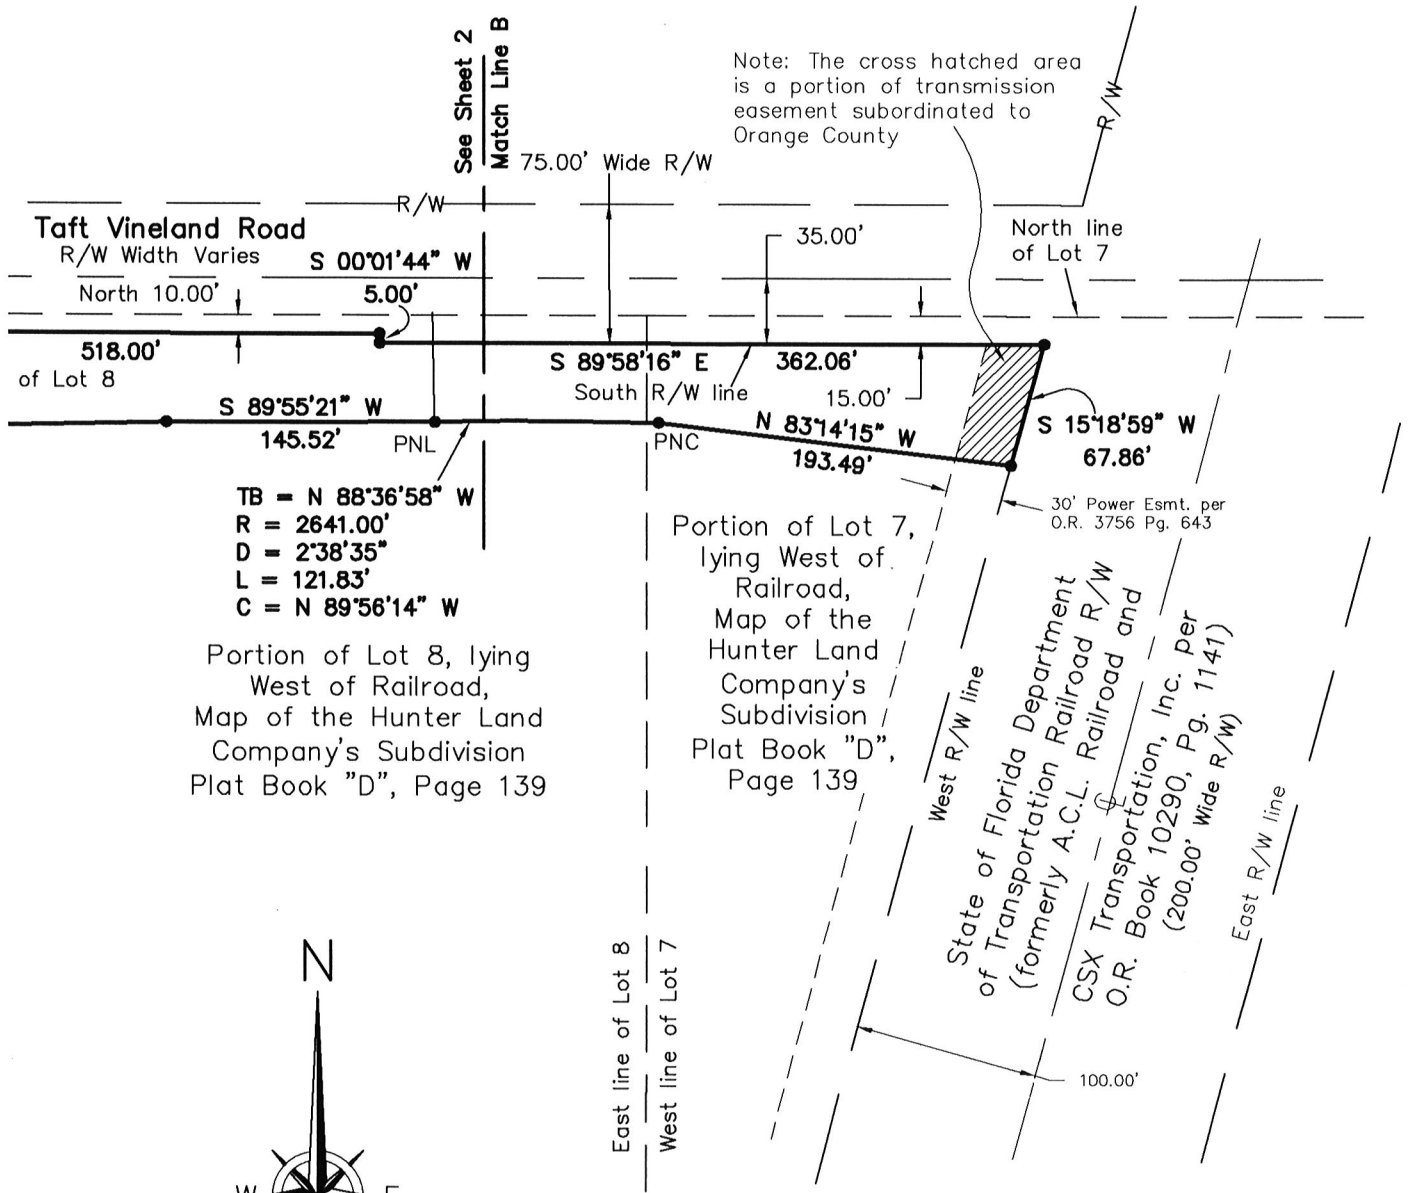 See Sheet 2
Match Line B
Note: The cross hatched area
is a portion of transmission
easement subordinated to
Orange County
R/W
75.00' Wide R/W
R/W
Taft Vineland Road
R/W Width Varies
S 00°01'44" W
35.00'
North line
of Lot 7
North 10.00'
5.00'
518.00'
of Lot 8
S 89°58'16" E
362.06'
South R/W line
15.00'
S 89°55'21" W
145.52'
PNL
PNC
N 83°14'15" W
193.49'
S 15°18'59" W
67.86'
TB = N 88°36'58" W
R = 2641.00'
D = 2°38'35"
L = 121.83'
C = N 89°56'14" W
30' Power Esmt. per
O.R. 3756 Pg. 643
Portion of Lot 7,
lying West of
Railroad,
Map of the
Hunter Land
Company's
Subdivision
Plat Book "D",
Page 139
Portion of Lot 8, lying
West of Railroad,
Map of the Hunter Land
Company's Subdivision
Plat Book "D", Page 139
West R/W line
State of Florida Department
of Transportation Railroad R/W
(formerly A.C.L. Railroad and
CSX Transportation, Inc. per
O.R. Book 10290, Pg. 1141)
(200.00' Wide R/W)
East R/W line
East line of Lot 8
West line of Lot 7
100.00'
N
W
E